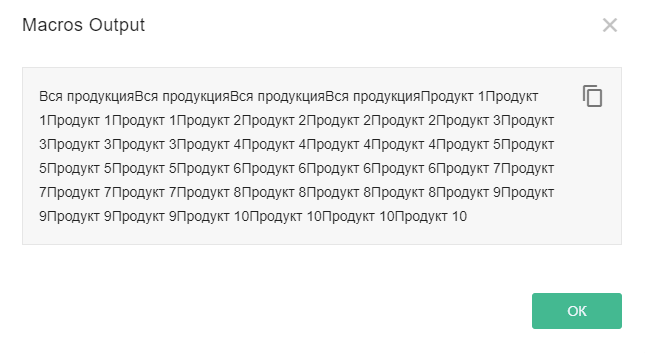 Macros Output
Вся продукцияВся продукцияВся продукцияВся продукцияПродукт 1Продукт
1Продукт 1Продукт 1Продукт 2Продукт 2Продукт 2Продукт 2Продукт 3Продукт
3Продукт 3Продукт 3Продукт 4Продукт 4Продукт 4Продукт 4Продукт 5Продукт
5Продукт 5Продукт 5Продукт 6Продукт 6Продукт 6Продукт 6Продукт 7Продукт
7Продукт 7Продукт 7Продукт 8Продукт 8Продукт 8Продукт 8Продукт 9Продукт
9Продукт 9Продукт 9Продукт 10Продукт 10Продукт 10Продукт 10
OK